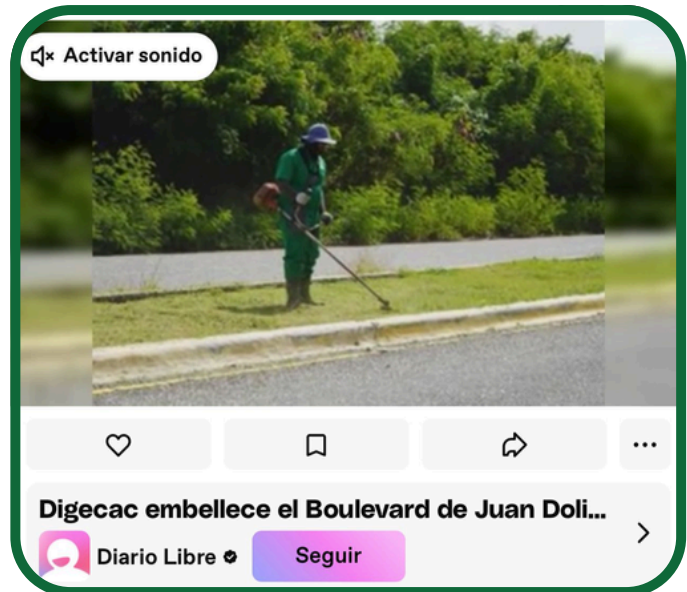 Activar sonido
Digecac embellece el Boulevard de Juan Doli...
Diario Libre
Seguir